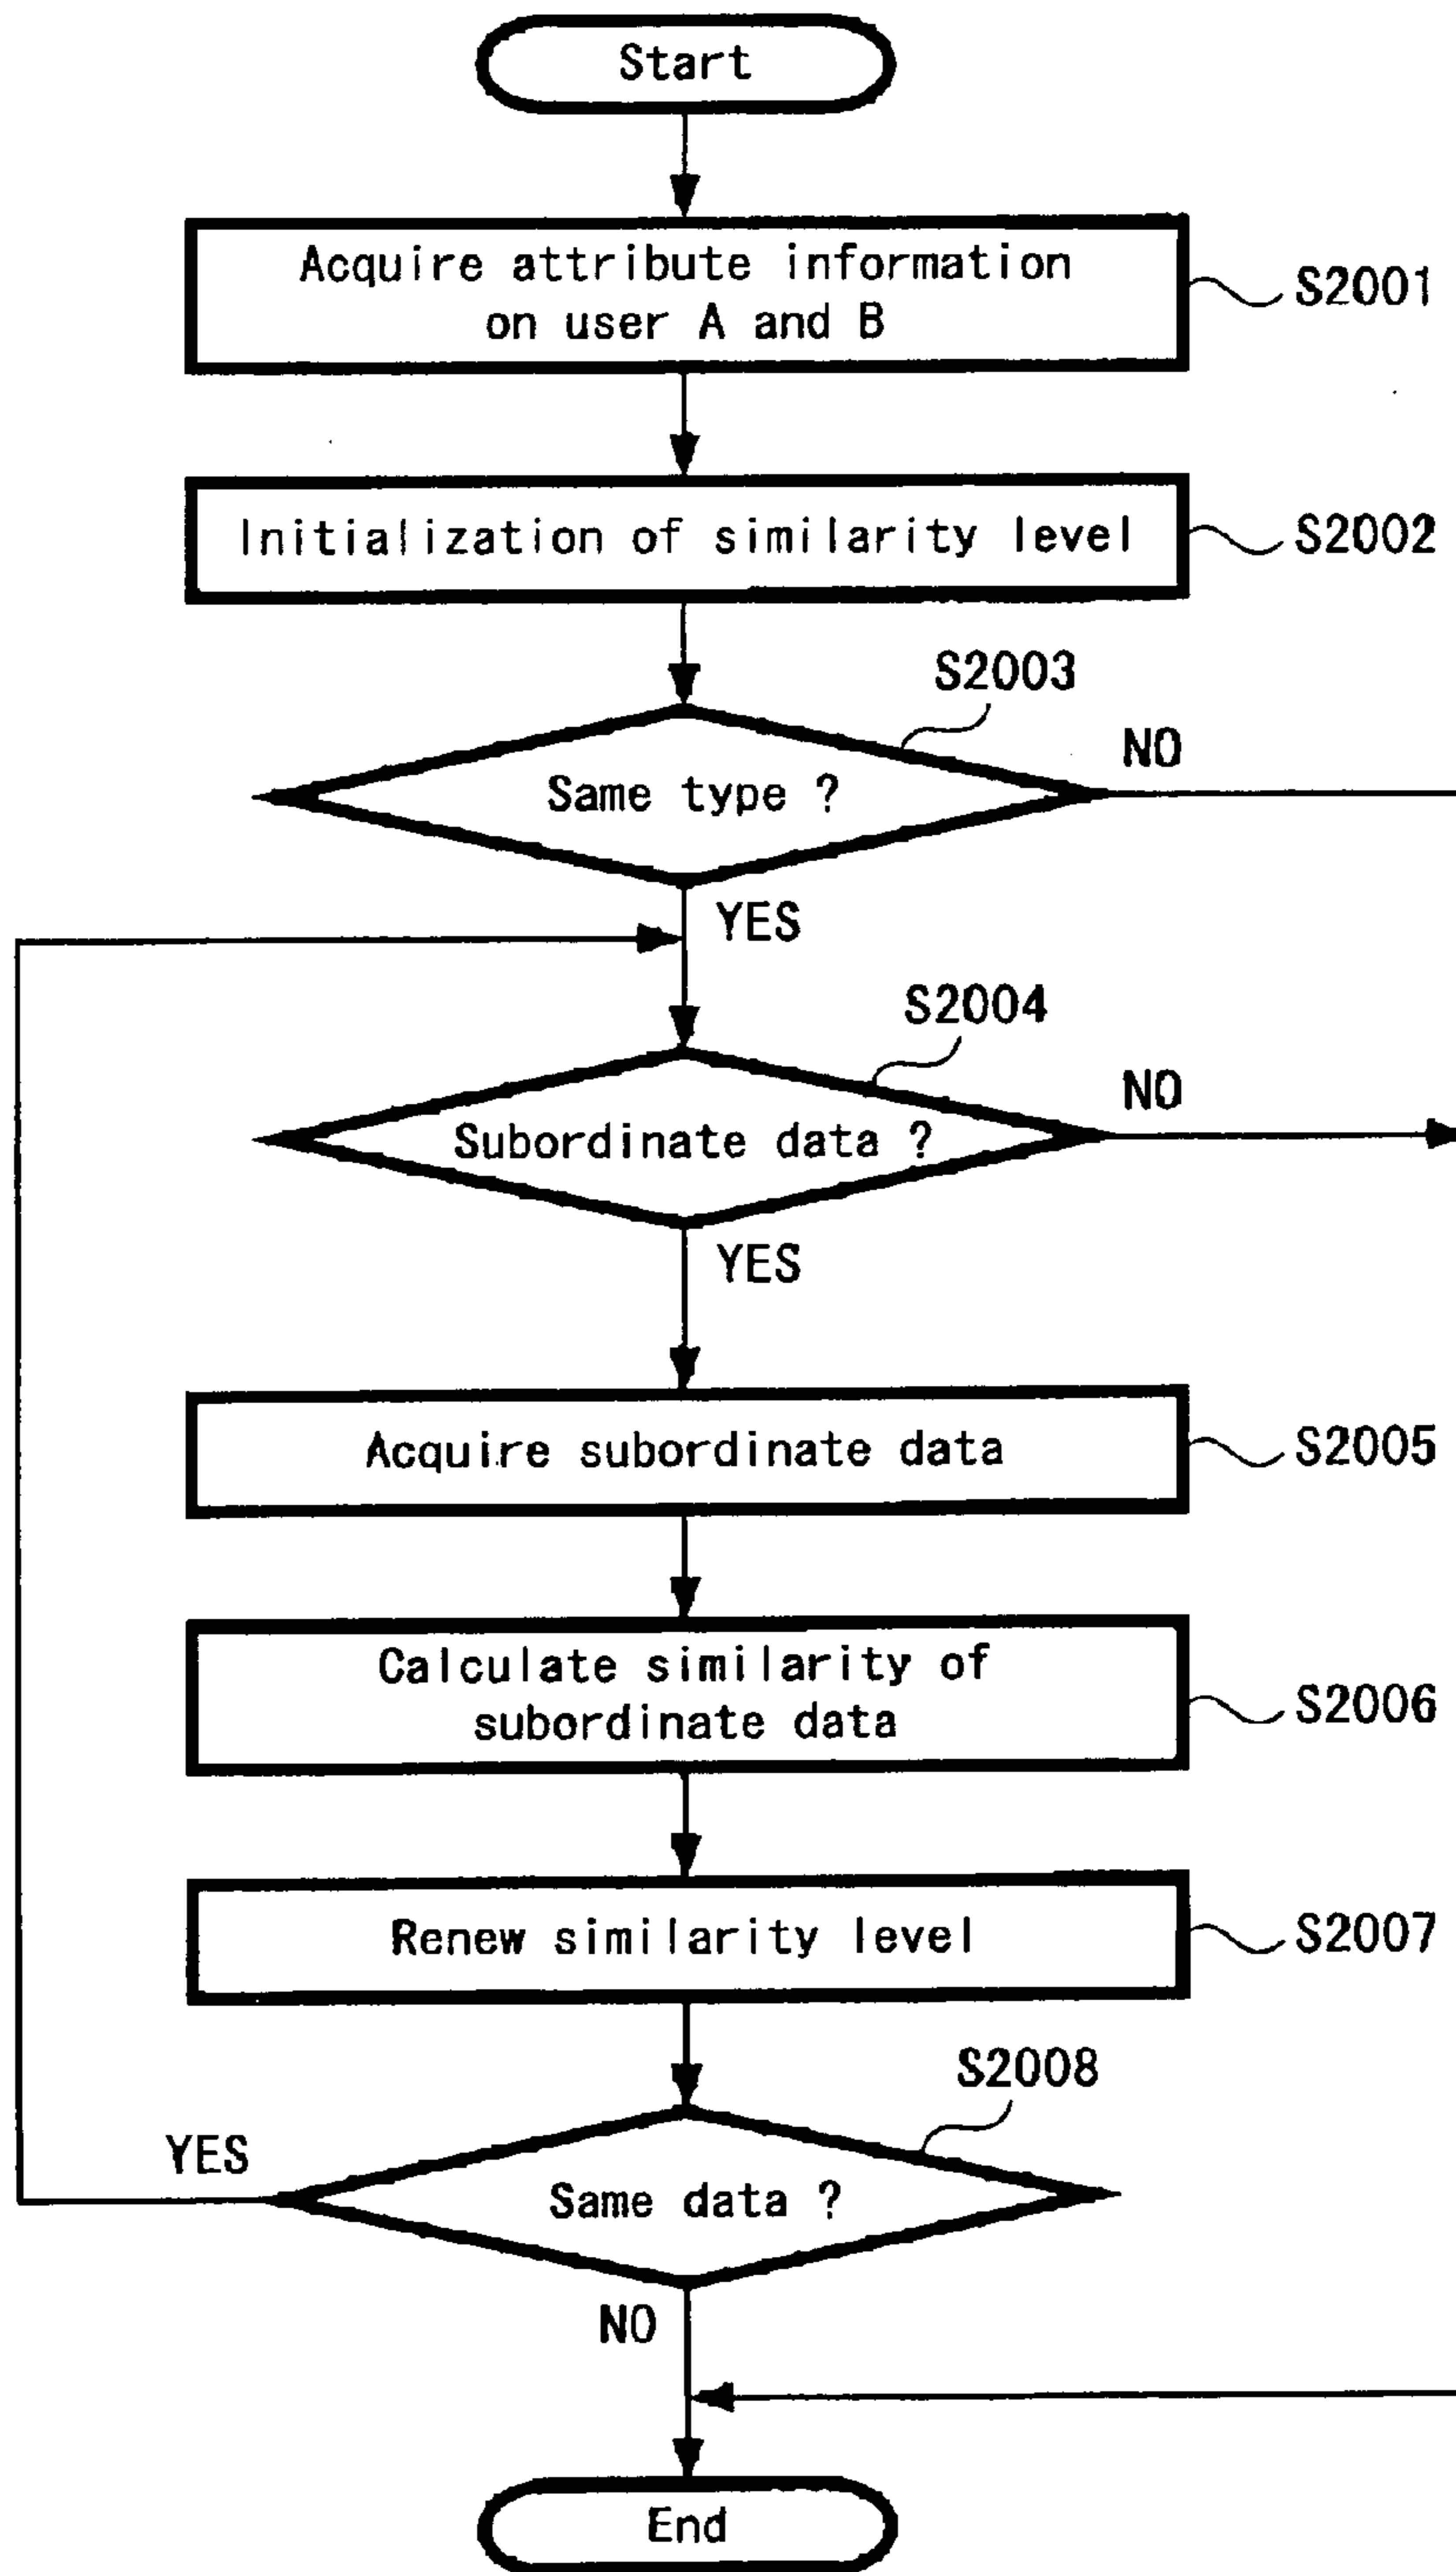 Start
Acquire attribute information
on user A and B
S2001
Initialization of similarity level
S2002
S2003
Same type ?
NO
YES
S2004
Subordinate data ?
NO
YES
Acquire subordinate data
S2005
Calculate similarity of
subordinate data
S2006
Renew similarity level
S2007
S2008
YES
Same data ?
NO
End